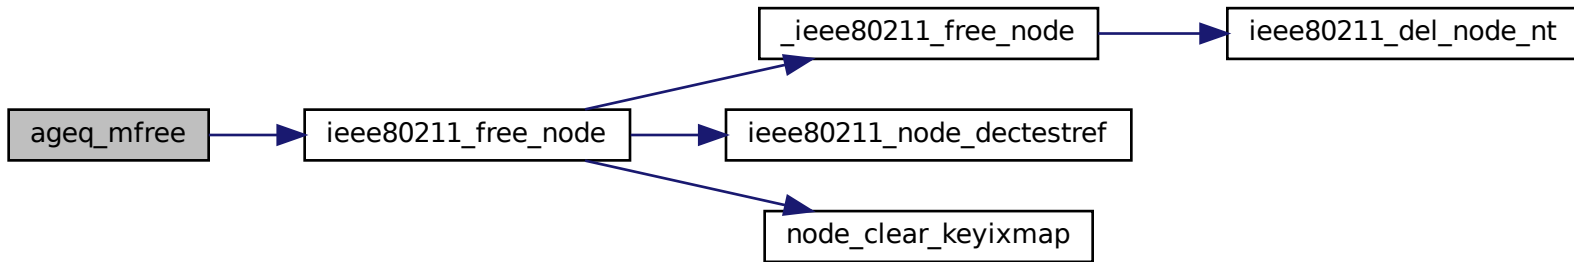 _ieee80211_free_node
ieee80211_del_node_nt
ageq_mfree
ieee80211_free_node
ieee80211_node_dectestref
node_clear_keyixmap